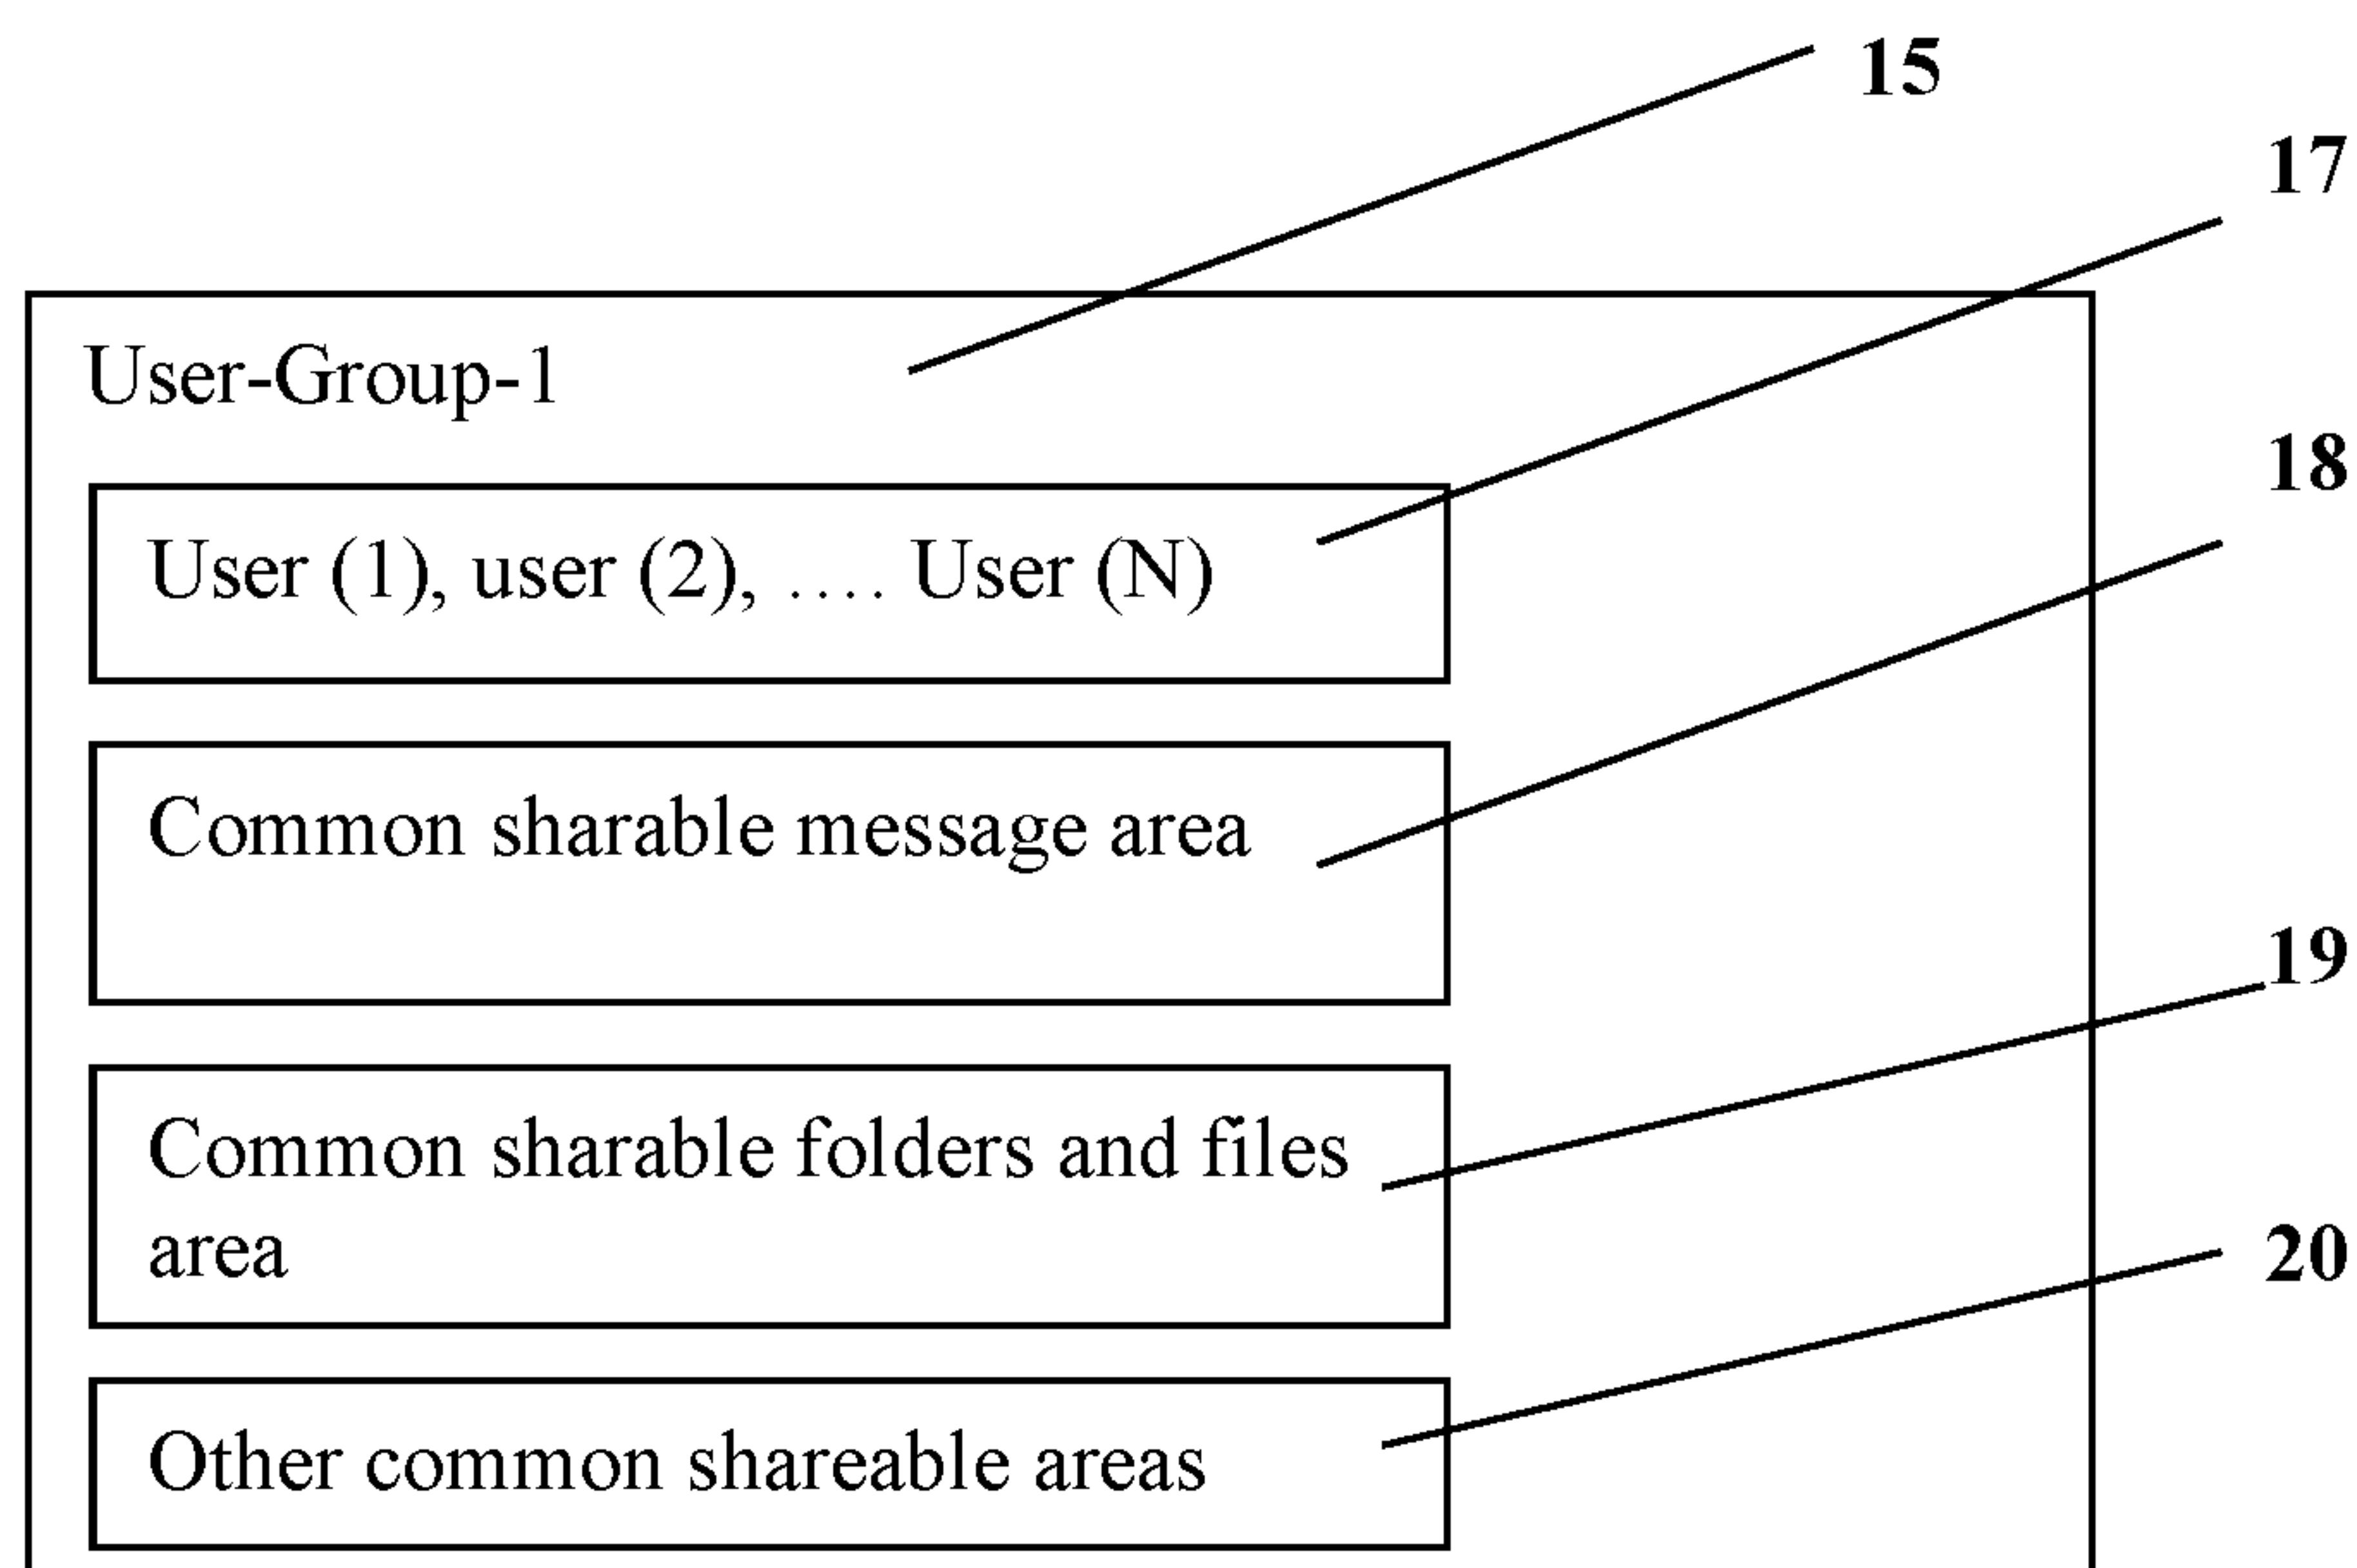 15
17
User-Group-1
18
User (1), user (2), .... User (N)
Common sharable message area
19
Common sharable folders and files
area
20
Other common shareable areas